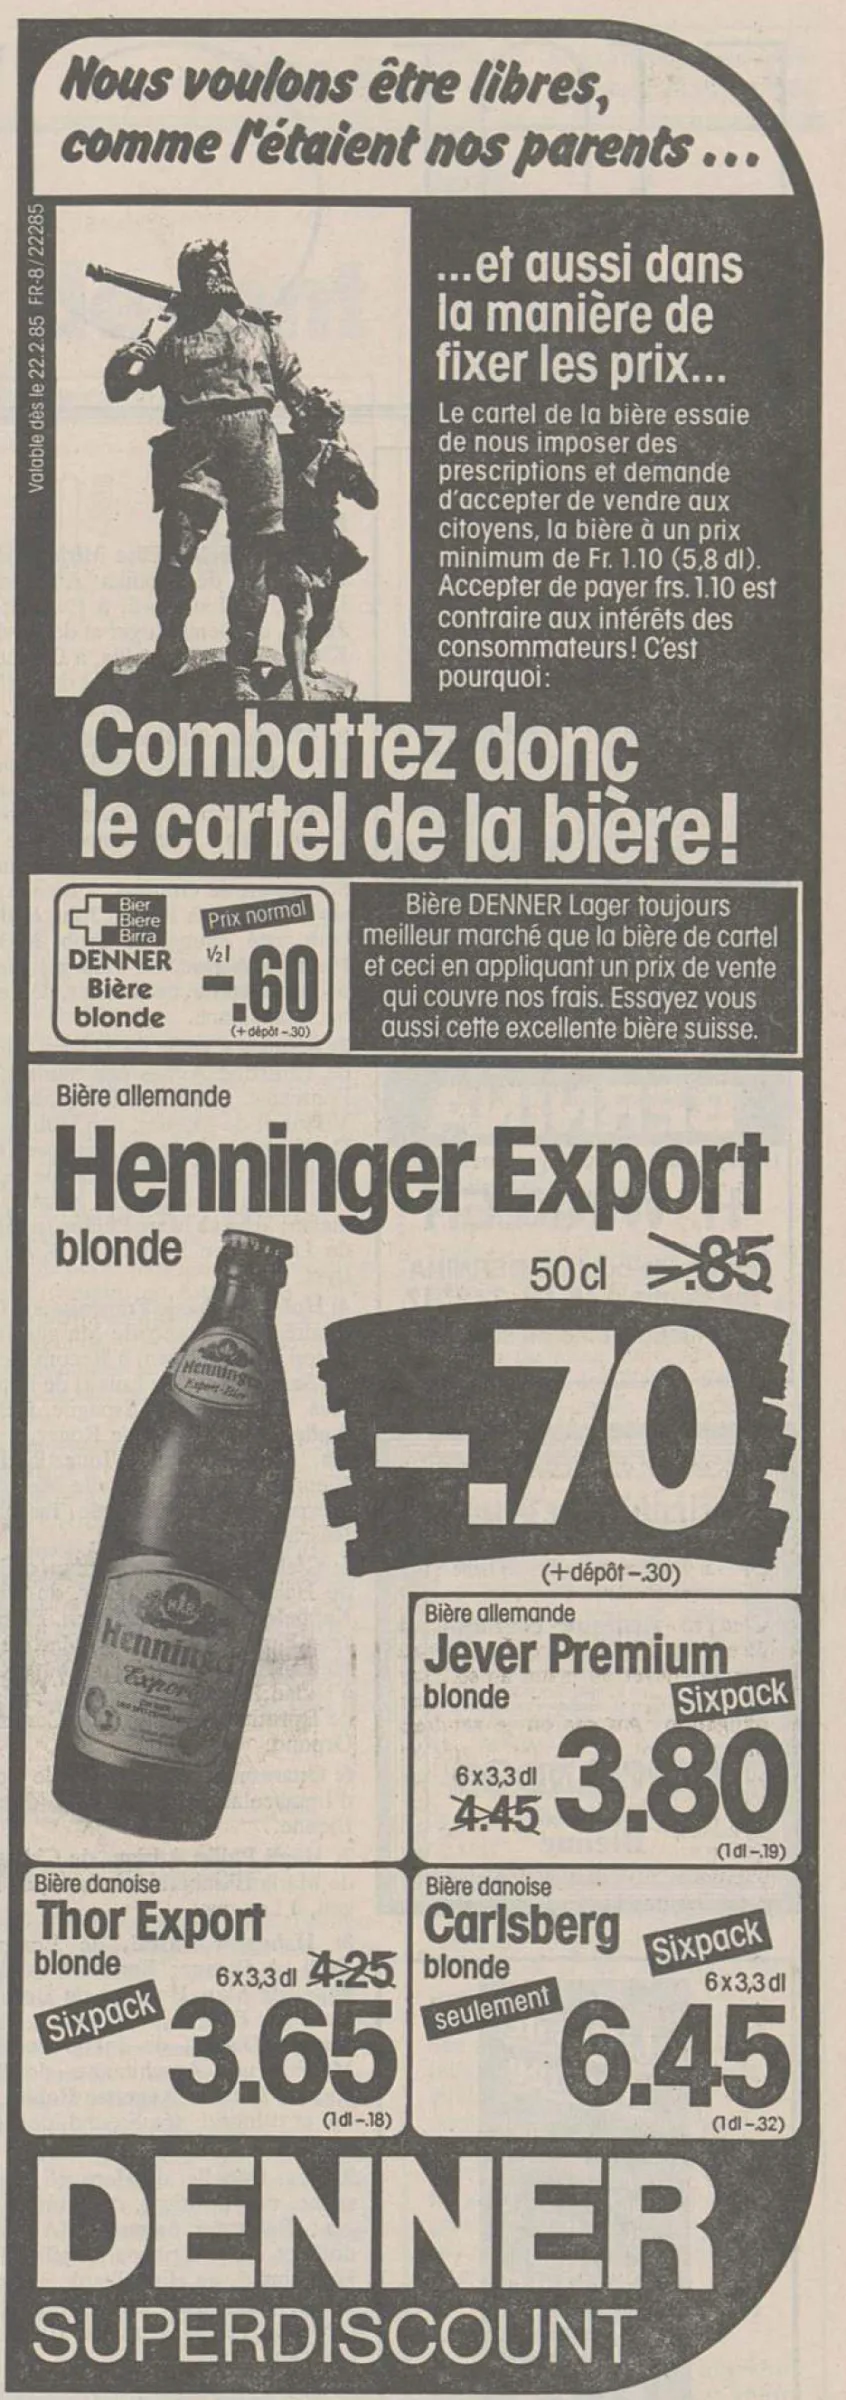 Nous voulons être libres,
comme l'étaient nos parents...
Valable dès le 22.2.85 FR-8/22285
...et aussi dans
la manière de
fixer les prix...
Le cartel de la bière essaie
de nous imposer des
prescriptions et demande
d'accepter de vendre aux
citoyens, la bière à un prix
minimum de Fr. 1.10 (5,8 dl).
Accepter de payer frs. 1.10 est
contraire aux intérêts des
consommateurs! C'est
pourquoi:
Combattez donc
le cartel de la bière!
Bier
Bière
Birra
DENNER
Bière
blonde
Prix normal
½ l
-.60
(+dépôt -.30)
Bière DENNER Lager toujours
meilleur marché que la bière de cartel
et ceci en appliquant un prix de vente
qui couvre nos frais. Essayez vous
aussi cette excellente bière suisse.
Bière allemande
Henninger Export
blonde
50 cl -.85
-.70
(+dépôt -.30)
Henninger
Export-Bier
Henninger
Export
Bière allemande
Jever Premium
blonde
Sixpack
6x3,3 dl
4.45
3.80
(1 dl -.19)
Bière danoise
Thor Export
blonde
6x3,3 dl 4.25
Sixpack
3.65
(1 dl -.18)
Bière danoise
Carlsberg
blonde
Sixpack
6x3,3 dl
seulement
6.45
(1 dl -.32)
DENNER
SUPERDISCOUNT